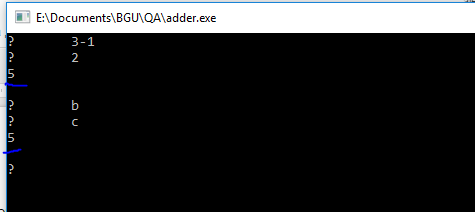 E:\Documents\BGU\QA\adder.exe
? 3-1
? 2
5
? b
? c
5
?